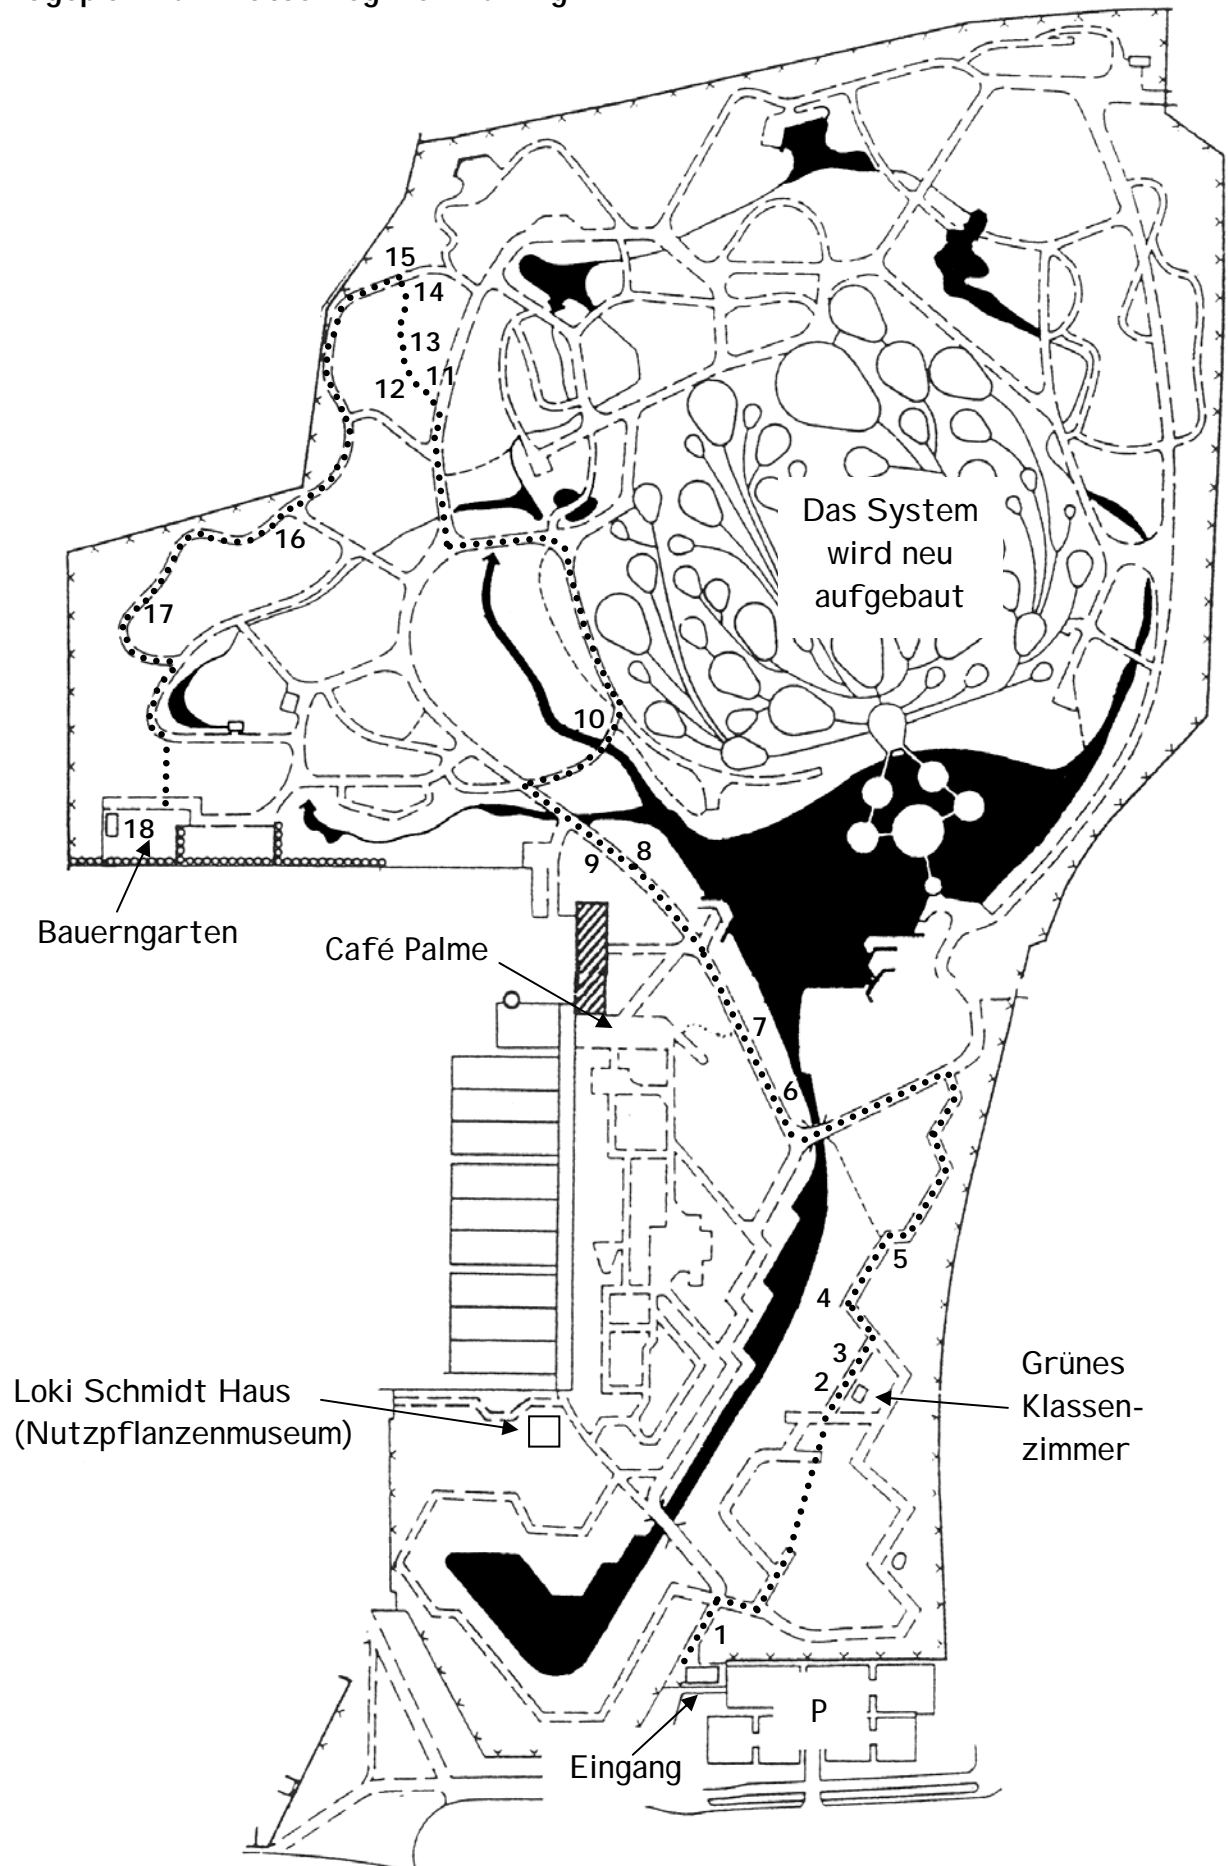 15
14
13
11
12
Das System
wird neu
aufgebaut
16
17
10
18
8
9
Bauerngarten
Café Palme
7
6
5
4
3
2
Grünes
Klassen-
zimmer
Loki Schmidt Haus
(Nutzpflanzenmuseum)
1
P
Eingang